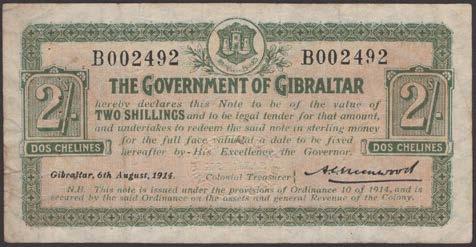 B002492 B002492
THE GOVERNMENT OF GIBRALTAR
hereby declares this Note to be of the value of
TWO SHILLINGS and to be legal tender for that amount,
and undertakes to redeem the said note in sterling money
for the full face value at a date to be fixed
hereafter by His Excellency the Governor.
2/- 2/-
DOS CHELINES DOS CHELINES
Gibraltar, 6th August, 1914. Colonial Treasurer
N.B. This note is issued under the provisions of Ordinance 10 of 1914, and is
secured by the said Ordinance on the assets and general Revenue of the Colony.